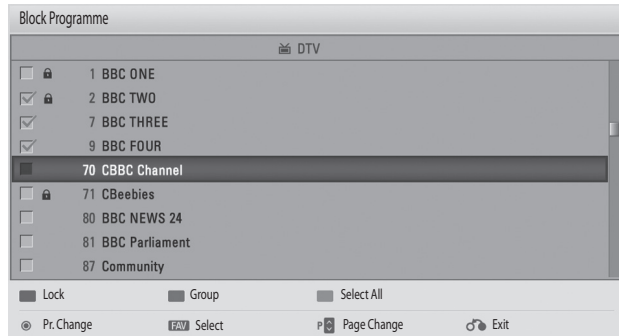 Block Programme
DTV
1 BBC ONE
2 BBC TWO
7 BBC THREE
9 BBC FOUR
70 CBBC Channel
71 CBeebies
80 BBC NEWS 24
81 BBC Parliament
87 Community
Lock Group Select All
Pr. Change FAV Select P Page Change Exit